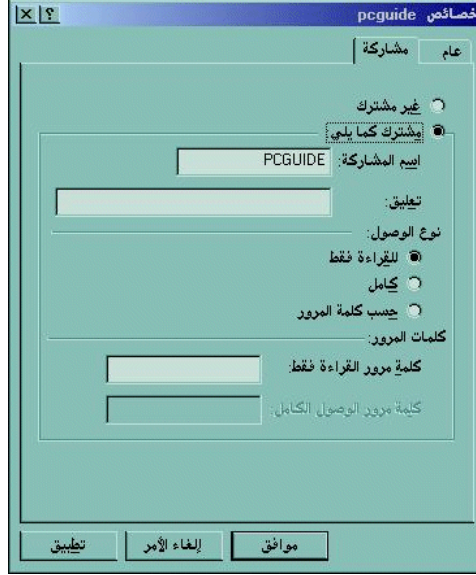 خصائص pcguide
عام
مشاركة
غير مشترك
مشترك كما يلي
اسم المشاركة: PCGUIDE
تعليق:
نوع الوصول:
للقراءة فقط
كامل
حسب كلمة المرور
كلمات المرور:
كلمة مرور القراءة فقط:
كلمة مرور الوصول الكامل:
موافق
إلغاء الأمر
تطبيق